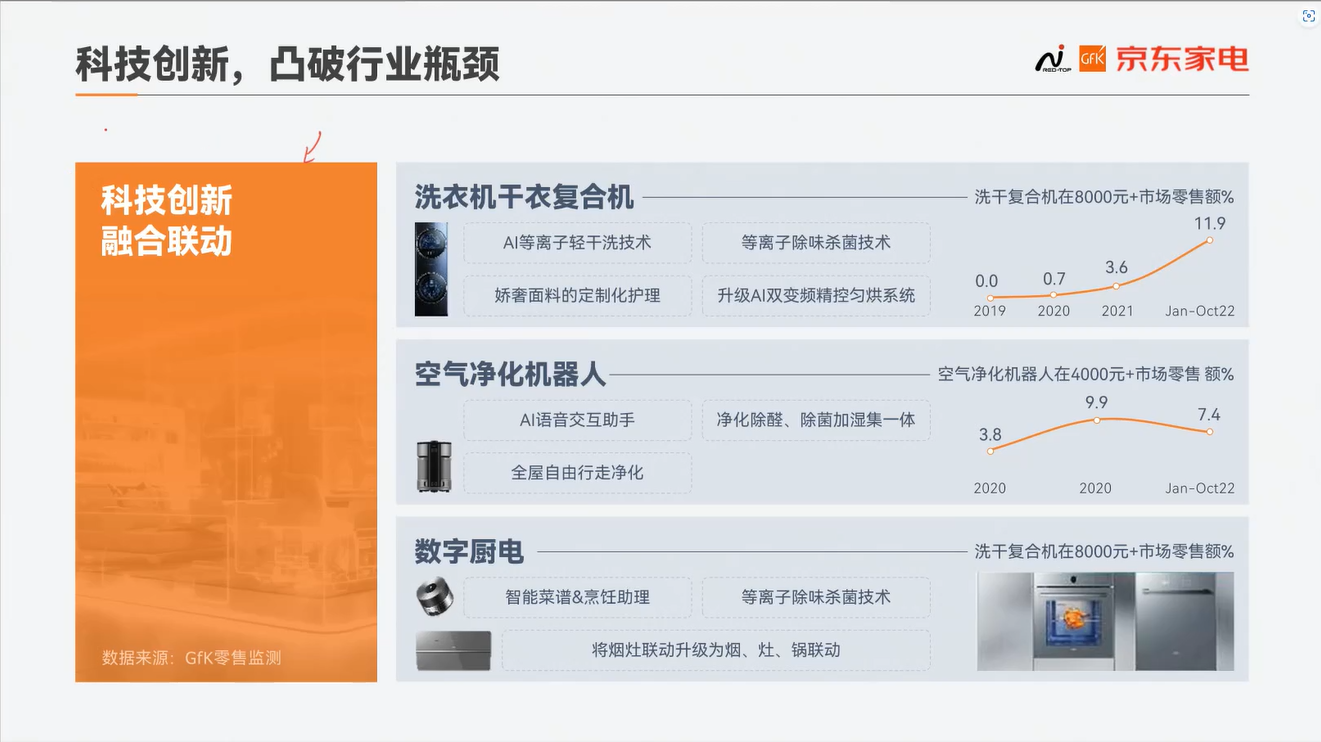 科技创新，凸破行业瓶颈
RED-TOP
GfK
京东家电
科技创新
融合联动
数据来源：GfK零售监测
洗衣机干衣复合机
洗干复合机在8000元+市场零售额%
AI等离子轻干洗技术
等离子除味杀菌技术
娇奢面料的定制化护理
升级AI双变频精控匀烘系统
0.0
0.7
3.6
11.9
2019
2020
2021
Jan-Oct22
空气净化机器人
空气净化机器人在4000元+市场零售 额%
AI语音交互助手
净化除醛、除菌加湿集一体
全屋自由行走净化
3.8
9.9
7.4
2020
2020
Jan-Oct22
数字厨电
洗干复合机在8000元+市场零售额%
智能菜谱&烹饪助理
等离子除味杀菌技术
将烟灶联动升级为烟、灶、锅联动